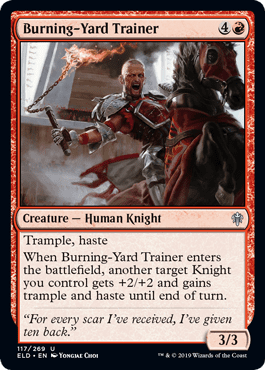 Burning-Yard Trainer 4
Creature — Human Knight
Trample, haste
When Burning-Yard Trainer enters
the battlefield, another target Knight
you control gets +2/+2 and gains
trample and haste until end of turn.
“For every scar I’ve received, I’ve given
ten back.”
3/3
117/269 U
ELD • EN Yongjae Choi
™ & © 2019 Wizards of the Coast